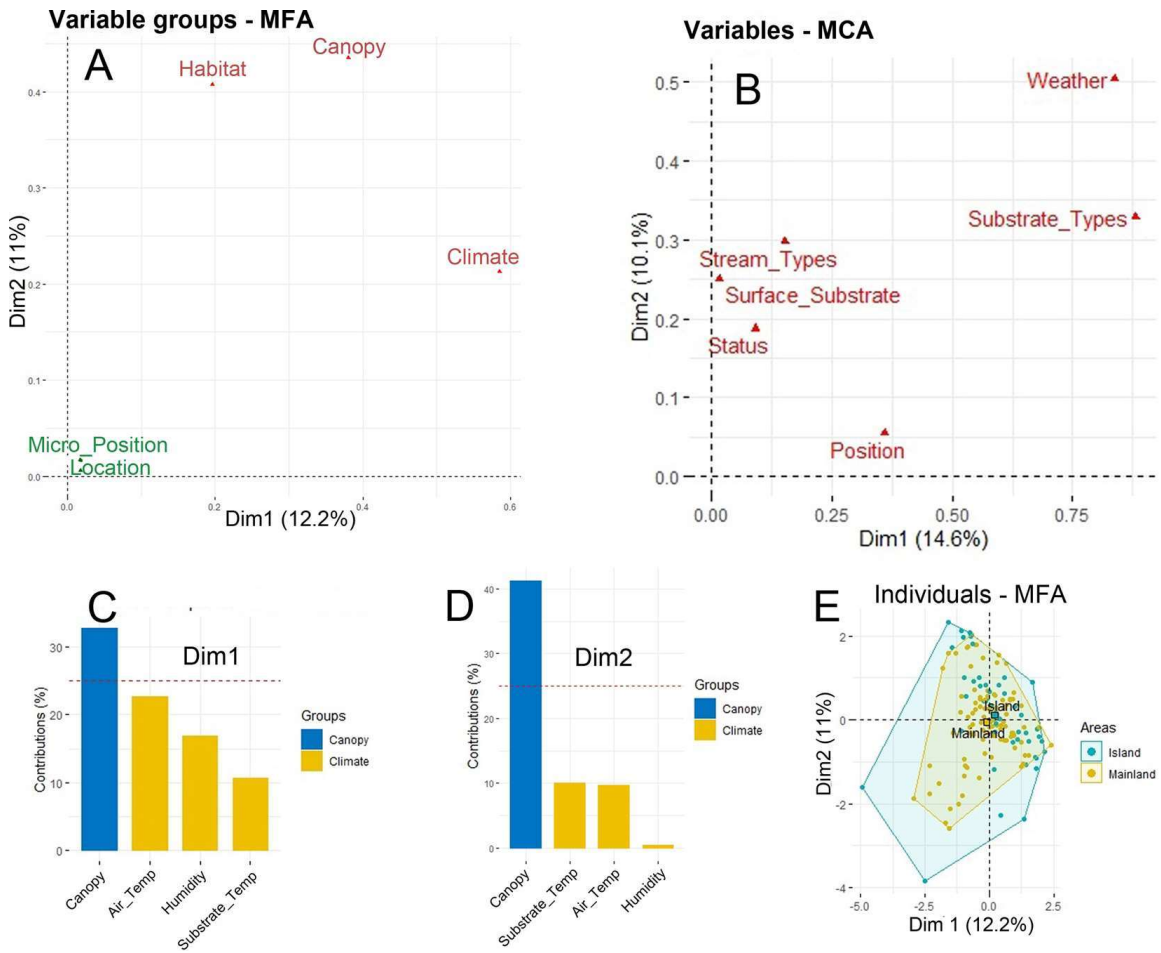 Variable groups - MFA
A
Canopy
Habitat
Climate
Micro_Position
Location
Dim2 (11%)
0.4
0.3
0.2
0.1
0.0
0.0
0.2
0.4
0.6
Dim1 (12.2%)
Variables - MCA
B
Weather
Substrate_Types
Stream_Types
Surface_Substrate
Status
Position
Dim2 (10.1%)
0.5
0.4
0.3
0.2
0.1
0.0
0.00
0.25
0.50
0.75
Dim1 (14.6%)
C
Dim1
Contributions (%)
30
20
10
0
Canopy
Air_Temp
Humidity
Substrate_Temp
Groups
Canopy
Climate
D
Dim2
Contributions (%)
40
30
20
10
0
Canopy
Substrate_Temp
Air_Temp
Humidity
Groups
Canopy
Climate
E
Individuals - MFA
Island
Mainland
Dim2 (11%)
2
0
-2
-4
-5.0
-2.5
0.0
2.5
Dim 1 (12.2%)
Areas
Island
Mainland